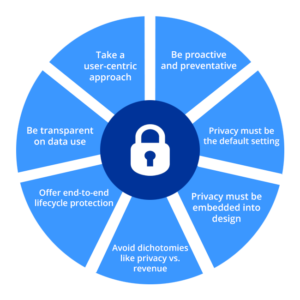 Be proactive
and preventative
Privacy must be
the default setting
Privacy must be
embedded into
design
Avoid dichotomies
like privacy vs.
revenue
Offer end-to-end
lifecycle protection
Be transparent
on data use
Take a
user-centric
approach